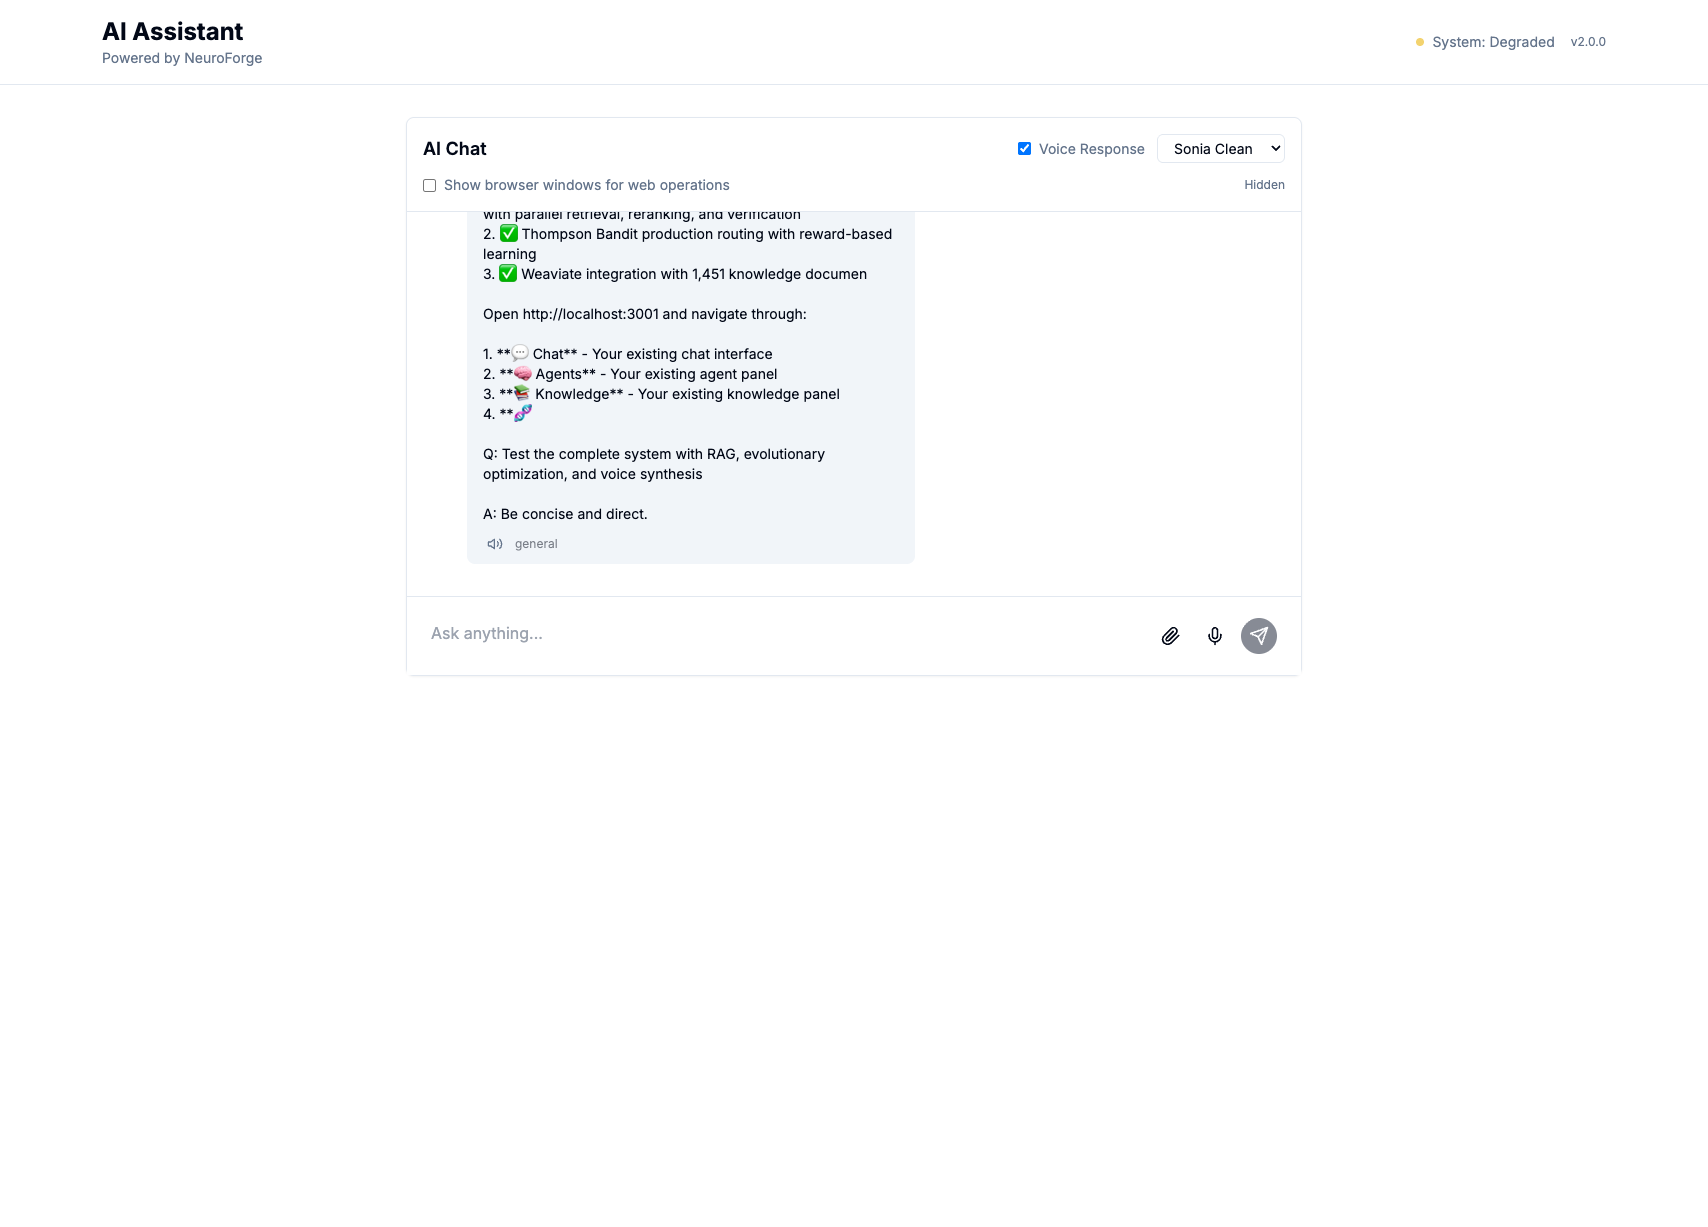 AI Assistant
Powered by NeuroForge
System: Degraded v2.0.0
AI Chat
Voice Response
Sonia Clean
Show browser windows for web operations
Hidden
with parallel retrieval, reranking, and verification
2. ✅ Thompson Bandit production routing with reward-based
learning
3. ✅ Weaviate integration with 1,451 knowledge documen
Open http://localhost:3001 and navigate through:
1. **💬 Chat** - Your existing chat interface
2. **🧠 Agents** - Your existing agent panel
3. **📚 Knowledge** - Your existing knowledge panel
4. **🧬
Q: Test the complete system with RAG, evolutionary
optimization, and voice synthesis
A: Be concise and direct.
general
Ask anything...